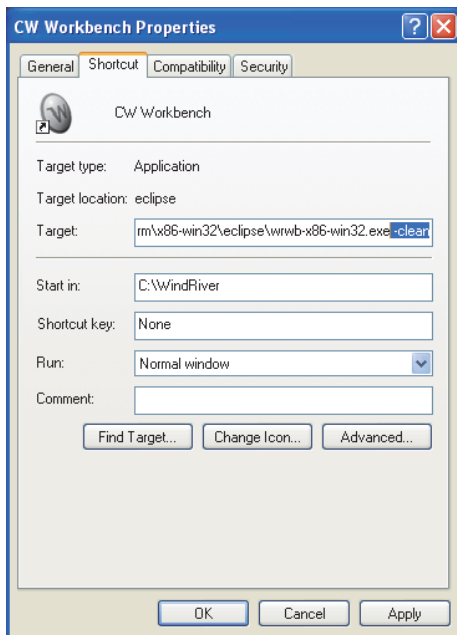 CW Workbench Properties
General Shortcut Compatibility Security
CW Workbench
Target type: Application
Target location: eclipse
Target: rm\x86-win32\eclipse\wrwb-x86-win32.exe -clean
Start in: C:\WindRiver
Shortcut key: None
Run: Normal window
Comment:
Find Target... Change Icon... Advanced...
OK Cancel Apply